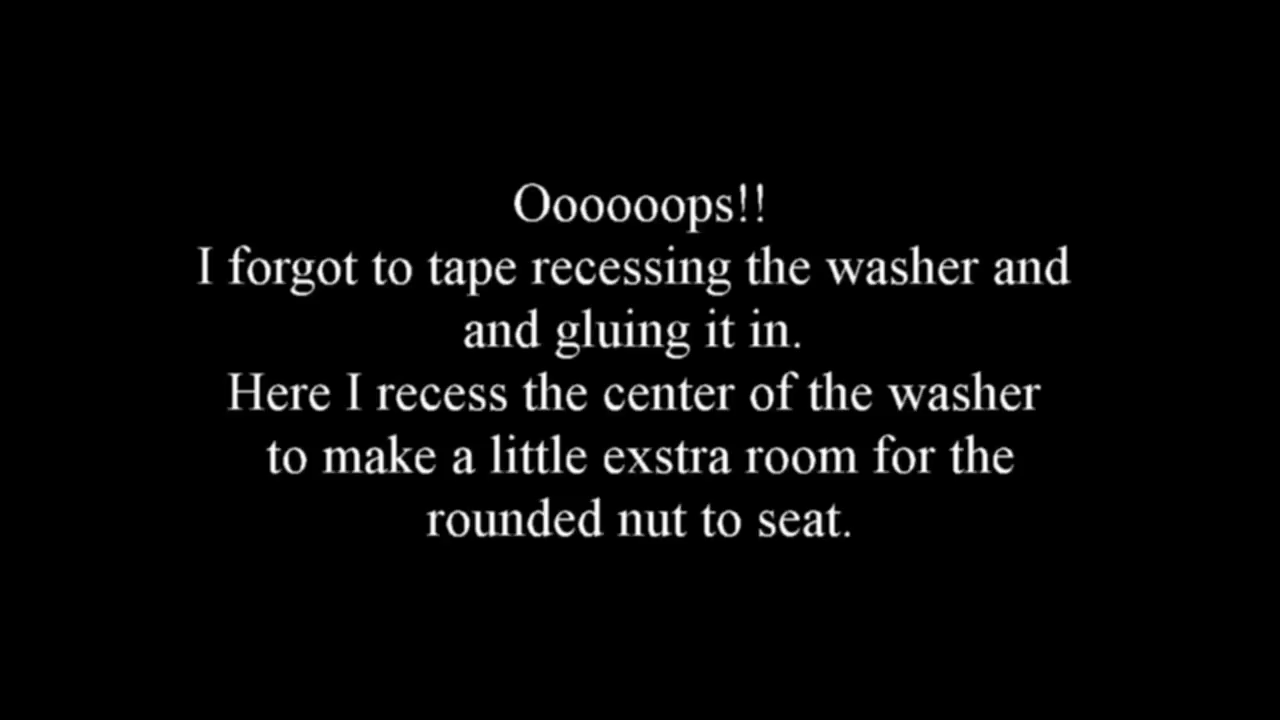 Oooooops!!
I forgot to tape recessing the washer and
and gluing it in.
Here I recess the center of the washer
to make a little exstra room for the
rounded nut to seat.